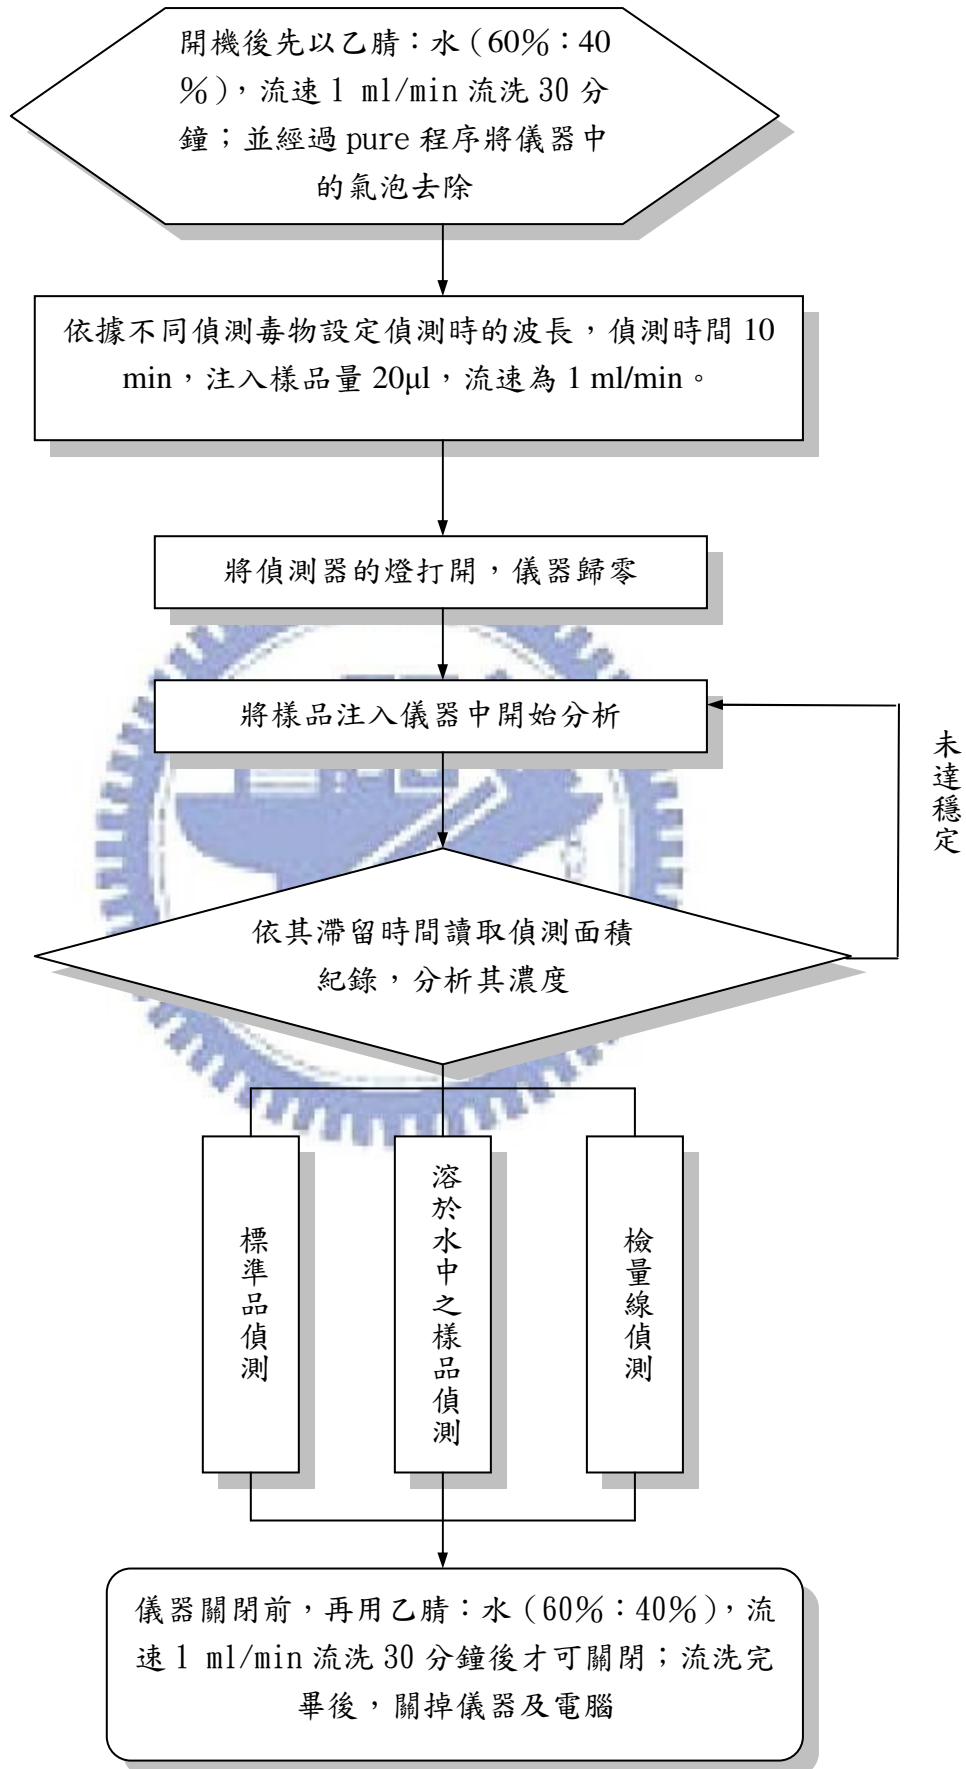 開機後先以乙腈：水（60％：40
％），流速 1 ml/min 流洗 30 分
鐘；並經過 pure 程序將儀器中
的氣泡去除
依據不同偵測毒物設定偵測時的波長，偵測時間 10
min，注入樣品量 20μl，流速為 1 ml/min。
將偵測器的燈打開，儀器歸零
將樣品注入儀器中開始分析
未達穩定
依其滯留時間讀取偵測面積
紀錄，分析其濃度
標準品偵測
溶於水中之樣品偵測
檢量線偵測
儀器關閉前，再用乙腈：水（60％：40％），流
速 1 ml/min 流洗 30 分鐘後才可關閉；流洗完
畢後，關掉儀器及電腦